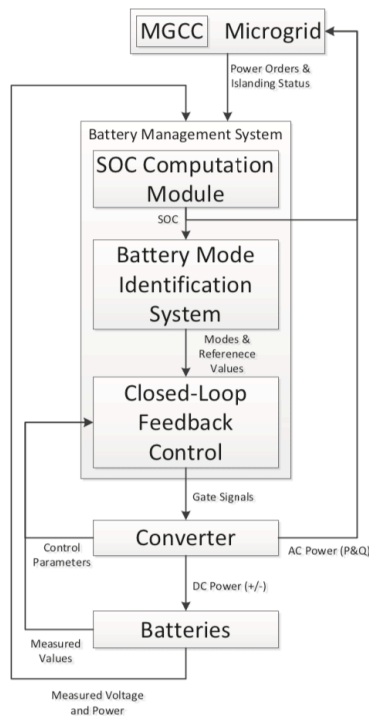 MGCC Microgrid
Power Orders &
Islanding Status
Battery Management System
SOC Computation
Module
SOC
Battery Mode
Identification
System
Modes &
Referenece
Values
Closed-Loop
Feedback
Control
Gate Signals
Converter
Control
Parameters
AC Power (P&Q)
DC Power (+/-)
Batteries
Measured
Values
Measured Voltage
and Power